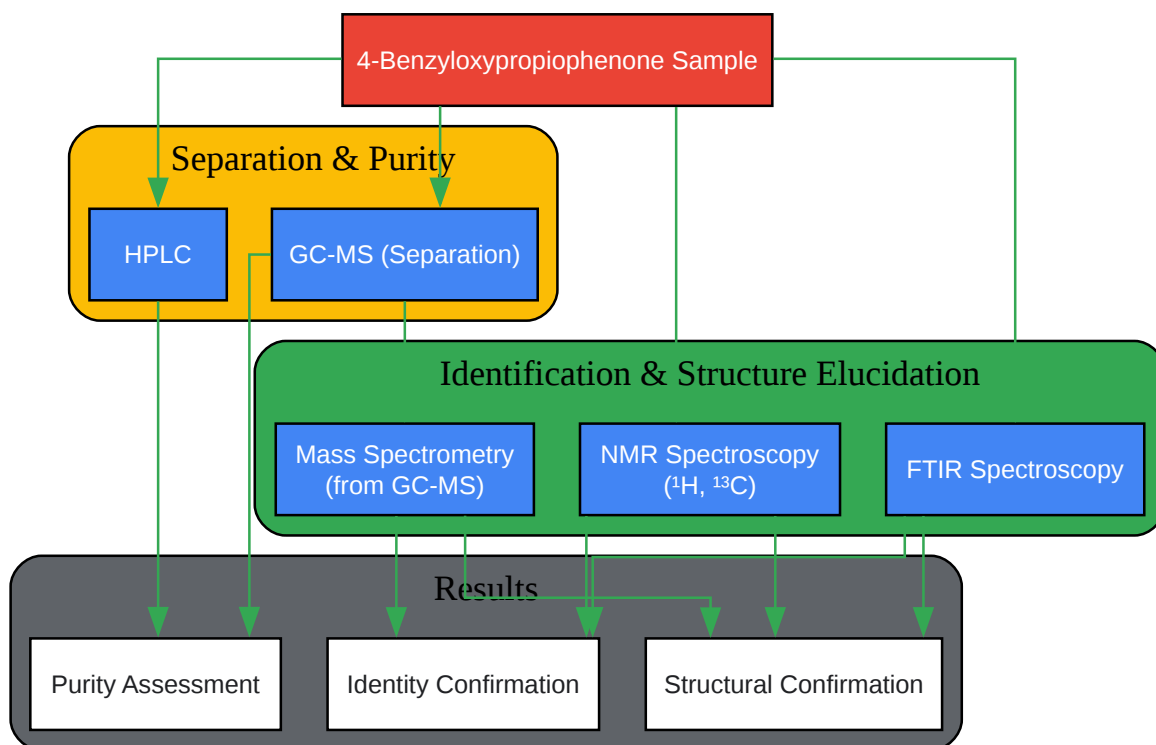 4-Benzyloxypropiophenone Sample
Separation & Purity
HPLC
GC-MS (Separation)
Identification & Structure Elucidation
Mass Spectrometry
(from GC-MS)
NMR Spectroscopy
(¹H, ¹³C)
FTIR Spectroscopy
Results
Purity Assessment
Identity Confirmation
Structural Confirmation